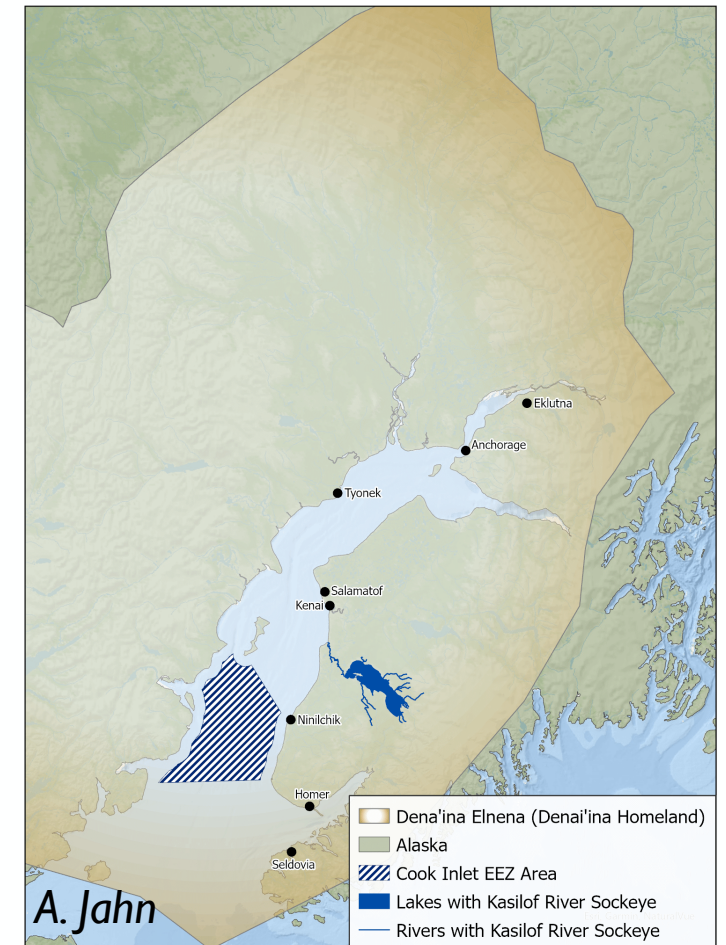 Eklutna
Anchorage
Tyonek
Salamatof
Kenai
Ninilchik
Homer
Seldovia
Dena'ina Elnena (Denai'ina Homeland)
Alaska
Cook Inlet EEZ Area
Lakes with Kasilof River Sockeye
Rivers with Kasilof River Sockeye
A. Jahn